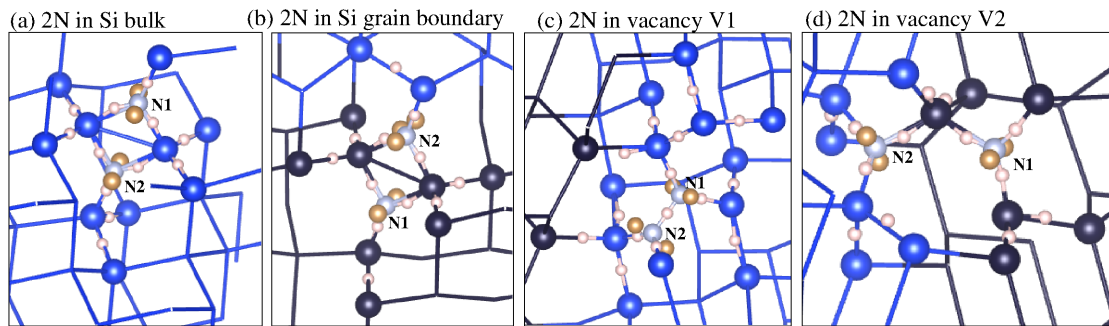 (a) 2N in Si bulk
(b) 2N in Si grain boundary
(c) 2N in vacancy V1
(d) 2N in vacancy V2
N1
N2
N2
N1
N1
N2
N2
N1